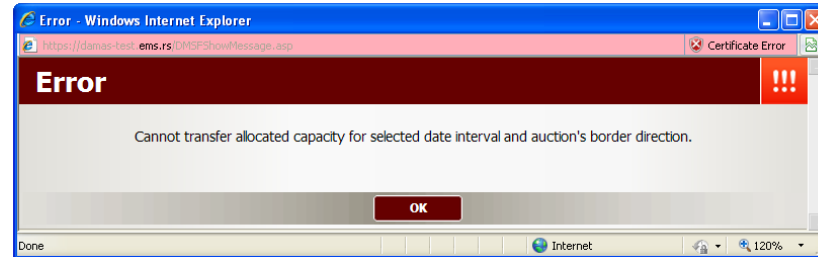 Error - Windows Internet Explorer
https://damas-test.ems.rs/DMSFShowMessage.asp
Certificate Error
Error
!!!
Cannot transfer allocated capacity for selected date interval and auction's border direction.
OK
Done
Internet
120%